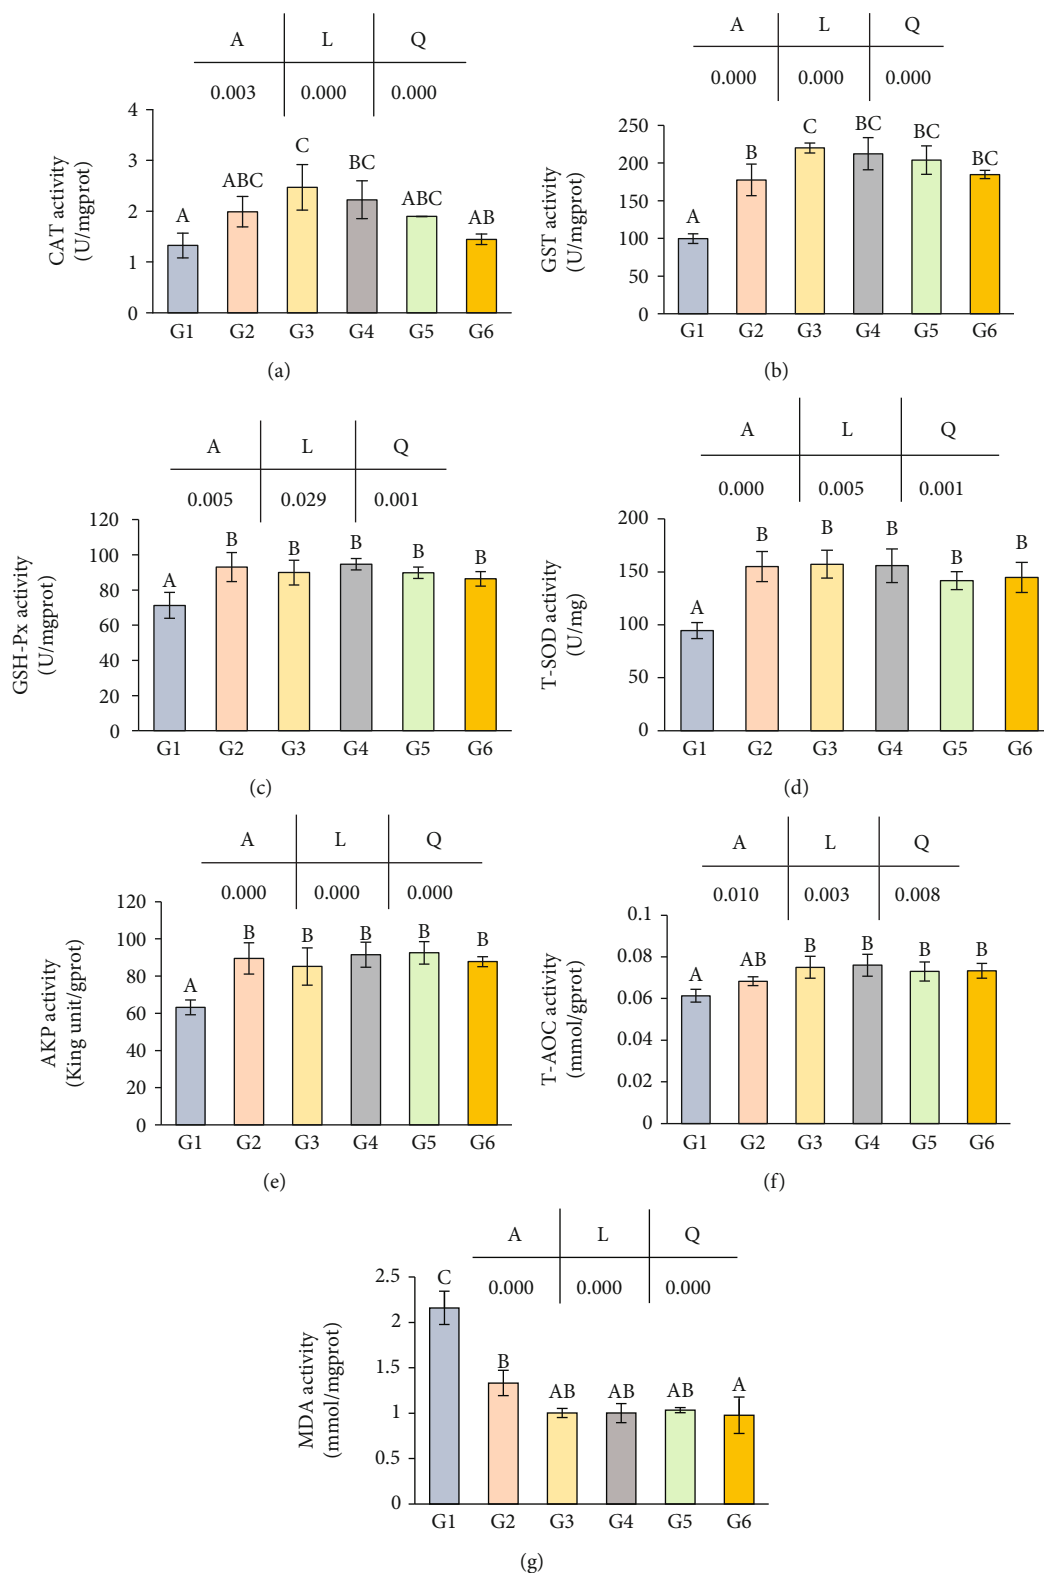 A L Q
0.003 0.000 0.000
4
3
2
1
0
CAT activity
(U/mgprot)
A ABC C BC ABC AB
G1 G2 G3 G4 G5 G6
(a)
A L Q
0.000 0.000 0.000
250
200
150
100
50
0
GST activity
(U/mgprot)
A B C BC BC BC
G1 G2 G3 G4 G5 G6
(b)
A L Q
0.005 0.029 0.001
120
100
80
60
40
20
0
GSH-Px activity
(U/mgprot)
A B B B B B
G1 G2 G3 G4 G5 G6
(c)
A L Q
0.000 0.005 0.001
200
150
100
50
0
T-SOD activity
(U/mg)
A B B B B B
G1 G2 G3 G4 G5 G6
(d)
A L Q
0.000 0.000 0.000
120
100
80
60
40
20
0
AKP activity
(King unit/gprot)
A B B B B B
G1 G2 G3 G4 G5 G6
(e)
A L Q
0.010 0.003 0.008
0.1
0.08
0.06
0.04
0.02
0
T-AOC activity
(mmol/gprot)
A AB B B B B
G1 G2 G3 G4 G5 G6
(f)
A L Q
0.000 0.000 0.000
2.5
2
1.5
1
0.5
0
MDA activity
(mmol/mgprot)
C B AB AB AB A
G1 G2 G3 G4 G5 G6
(g)